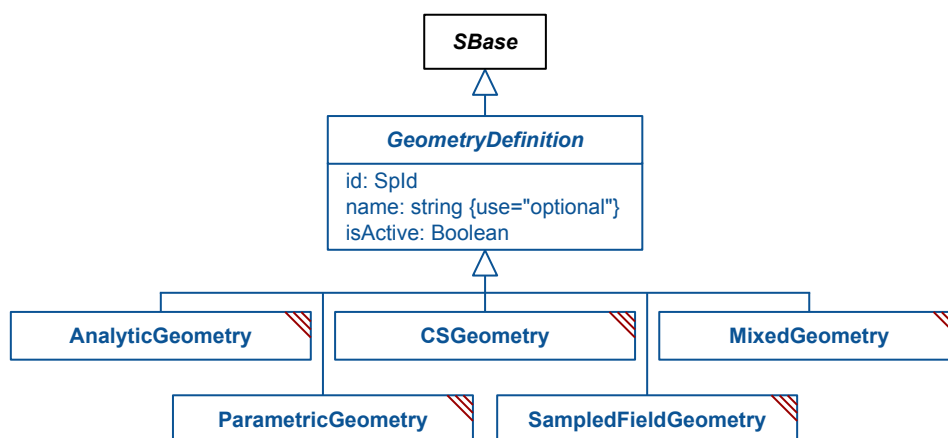 SBase
GeometryDefinition
id: SpId
name: string {use="optional"}
isActive: Boolean
AnalyticGeometry
CSGeometry
MixedGeometry
ParametricGeometry
SampledFieldGeometry